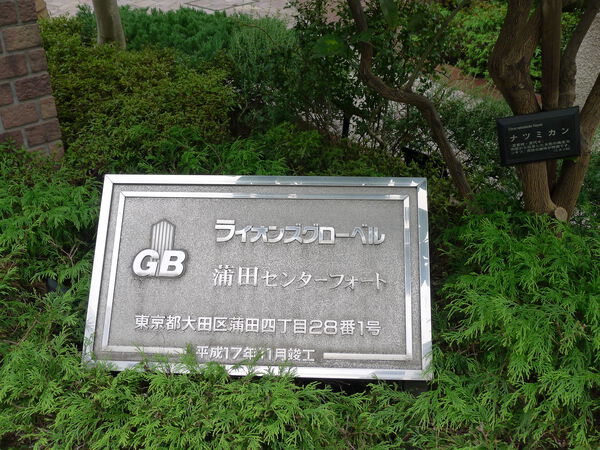 GB
ライオンズグローベル
蒲田センターフォート
東京都大田区蒲田四丁目28番1号
平成17年11月竣工
ナツミカン